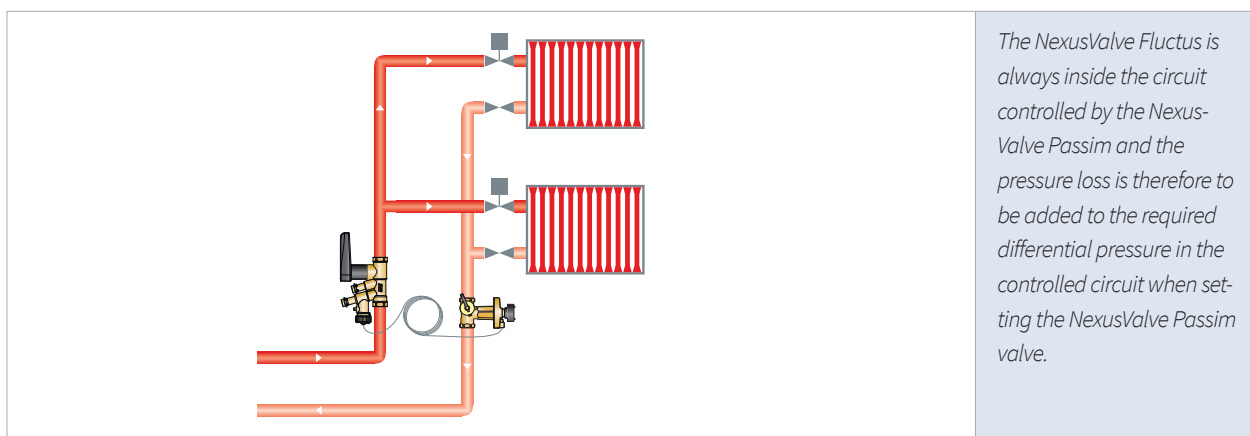 The NexusValve Fluctus is
always inside the circuit
controlled by the Nexus-
Valve Passim and the
pressure loss is therefore to
be added to the required
differential pressure in the
controlled circuit when set-
ting the NexusValve Passim
valve.